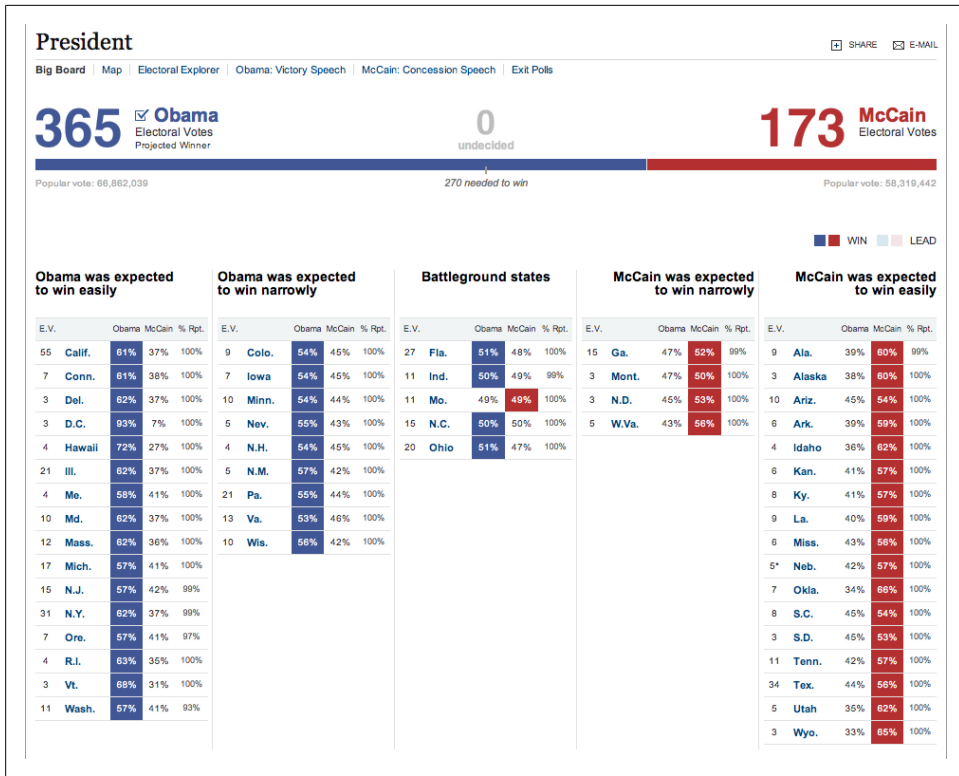 President
SHARE E-MAIL
Big Board Map Electoral Explorer Obama: Victory Speech McCain: Concession Speech Exit Polls
365 Obama
Electoral Votes
Projected Winner
0
undecided
173 McCain
Electoral Votes
Popular vote: 66,862,039
270 needed to win
Popular vote: 58,319,442
WIN LEAD
Obama was expected
to win easily
E.V. Obama McCain % Rpt.
55 Calif. 61% 37% 100%
7 Conn. 61% 38% 100%
3 Del. 62% 37% 100%
3 D.C. 93% 7% 100%
4 Hawaii 72% 27% 100%
21 Ill. 62% 37% 100%
4 Me. 58% 41% 100%
10 Md. 62% 37% 100%
12 Mass. 62% 36% 100%
17 Mich. 57% 41% 100%
15 N.J. 57% 42% 99%
31 N.Y. 62% 37% 99%
7 Ore. 57% 41% 97%
4 R.I. 63% 35% 100%
3 Vt. 68% 31% 100%
11 Wash. 57% 41% 93%
Obama was expected
to win narrowly
E.V. Obama McCain % Rpt.
9 Colo. 54% 45% 100%
7 Iowa 54% 45% 100%
10 Minn. 54% 44% 100%
5 Nev. 55% 43% 100%
4 N.H. 54% 45% 100%
5 N.M. 57% 42% 100%
21 Pa. 55% 44% 100%
13 Va. 53% 46% 100%
10 Wis. 56% 42% 100%
Battleground states
E.V. Obama McCain % Rpt.
27 Fla. 51% 48% 100%
11 Ind. 50% 49% 99%
11 Mo. 49% 49% 100%
15 N.C. 50% 50% 100%
20 Ohio 51% 47% 100%
McCain was expected
to win narrowly
E.V. Obama McCain % Rpt.
15 Ga. 47% 52% 99%
3 Mont. 47% 50% 100%
3 N.D. 45% 53% 100%
5 W.Va. 43% 56% 100%
McCain was expected
to win easily
E.V. Obama McCain % Rpt.
9 Ala. 39% 60% 99%
3 Alaska 38% 60% 100%
10 Ariz. 45% 54% 100%
6 Ark. 39% 59% 100%
4 Idaho 36% 62% 100%
6 Kan. 41% 57% 100%
8 Ky. 41% 57% 100%
9 La. 40% 59% 100%
6 Miss. 43% 56% 100%
5* Neb. 42% 57% 100%
7 Okla. 34% 66% 100%
8 S.C. 45% 54% 100%
3 S.D. 45% 53% 100%
11 Tenn. 42% 57% 100%
34 Tex. 44% 56% 100%
5 Utah 35% 62% 100%
3 Wyo. 33% 65% 100%